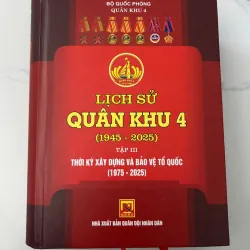 BỘ QUỐC PHÒNG
QUÂN KHU 4
LỊCH SỬ
QUÂN KHU 4
(1945 - 2025)
TẬP III
THỜI KỲ XÂY DỰNG VÀ BẢO VỆ TỔ QUỐC
(1975 - 2025)
NHÀ XUẤT BẢN QUÂN ĐỘI NHÂN DÂN